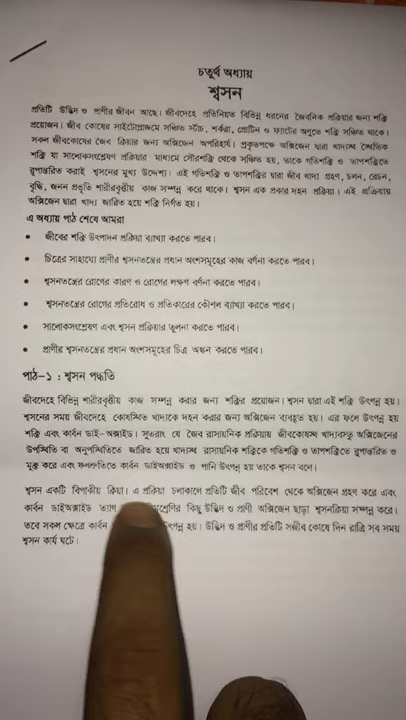 চতুর্থ অধ্যায়
শ্বসন
প্রতিটি উদ্ভিদ ও প্রাণীর জীবন আছে। জীবদেহে প্রতিনিয়ত বিভিন্ন ধরনের জৈবনিক প্রক্রিয়ার জন্য শক্তি
প্রয়োজন। জীব কোষের সাইটোপ্লাজমে সঞ্চিত স্টার্চ, শর্করা, প্রোটিন ও ফ্যাটের অণুতে শক্তি সঞ্চিত থাকে।
সকল জীবকোষের জৈব ক্রিয়ার জন্য অক্সিজেন অপরিহার্য। প্রকৃতপক্ষে অক্সিজেন দ্বারা খাদ্যস্থ স্থৈতিক
শক্তি যা সালোকসংশ্লেষণ প্রক্রিয়ার মাধ্যমে সৌরশক্তি থেকে সঞ্চিত হয়, তাকে গতিশক্তি ও তাপশক্তিতে
রূপান্তরিত করাই শ্বসনের মুখ্য উদ্দেশ্য। এই গতিশক্তি ও তাপশক্তির দ্বারা জীব খাদ্য গ্রহণ, চলন, রেচন,
বৃদ্ধি, জনন প্রভৃতি শারীরবৃত্তীয় কাজ সম্পন্ন করে থাকে। শ্বসন এক প্রকার দহন প্রক্রিয়া। এই প্রক্রিয়ায়
অক্সিজেন দ্বারা খাদ্য জারিত হয়ে শক্তি নির্গত হয়।
এ অধ্যায় পাঠ শেষে আমরা
• জীবের শক্তি উৎপাদন প্রক্রিয়া ব্যাখ্যা করতে পারব।
• চিত্রের সাহায্যে প্রাণীর শ্বসনতন্ত্রের প্রধান অংশসমূহের কাজ বর্ণনা করতে পারব।
• শ্বসনতন্ত্রের রোগের কারণ ও রোগের লক্ষণ বর্ণনা করতে পারব।
• শ্বসনতন্ত্রের রোগের প্রতিরোধ ও প্রতিকারের কৌশল ব্যাখ্যা করতে পারব।
• সালোকসংশ্লেষণ এবং শ্বসন প্রক্রিয়ার তুলনা করতে পারব।
• প্রাণীর শ্বসনতন্ত্রের প্রধান অংশসমূহের চিত্র অঙ্কন করতে পারব।
পাঠ-১ : শ্বসন পদ্ধতি
জীবদেহে বিভিন্ন শারীরবৃত্তীয় কাজ সম্পন্ন করার জন্য শক্তির প্রয়োজন। শ্বসন দ্বারা এই শক্তি উৎপন্ন হয়।
শ্বসনের সময় জীবদেহে কোষস্থিত খাদ্যকে দহন করার জন্য অক্সিজেন ব্যবহৃত হয়। এর ফলে উৎপন্ন হয়
শক্তি এবং কার্বন ডাই-অক্সাইড। সুতরাং যে জৈব রাসায়নিক প্রক্রিয়ায় জীবকোষস্থ খাদ্যবস্তু অক্সিজেনের
উপস্থিতি বা অনুপস্থিতিতে জারিত হয়ে খাদ্যস্থ রাসায়নিক শক্তিকে গতিশক্তি ও তাপশক্তিতে রূপান্তরিত ও
মুক্ত করে এবং ফলশ্রুতিতে কার্বন ডাইঅক্সাইড ও পানি উৎপন্ন হয় তাকে শ্বসন বলে।
শ্বসন একটি বিপাকীয় ক্রিয়া। এ প্রক্রিয়া চলাকালে প্রতিটি জীব পরিবেশ থেকে অক্সিজেন গ্রহণ করে এবং
কার্বন ডাইঅক্সাইড ত্যাগ কিছু উদ্ভিদ ও প্রাণী অক্সিজেন ছাড়া শ্বসনক্রিয়া সম্পন্ন করে।
তবে সকল ক্ষেত্রে কার্বন উৎপন্ন হয়। উদ্ভিদ ও প্রাণীর প্রতিটি সজীব কোষে দিন রাত্রি সব সময়
শ্বসন কার্য ঘটে।